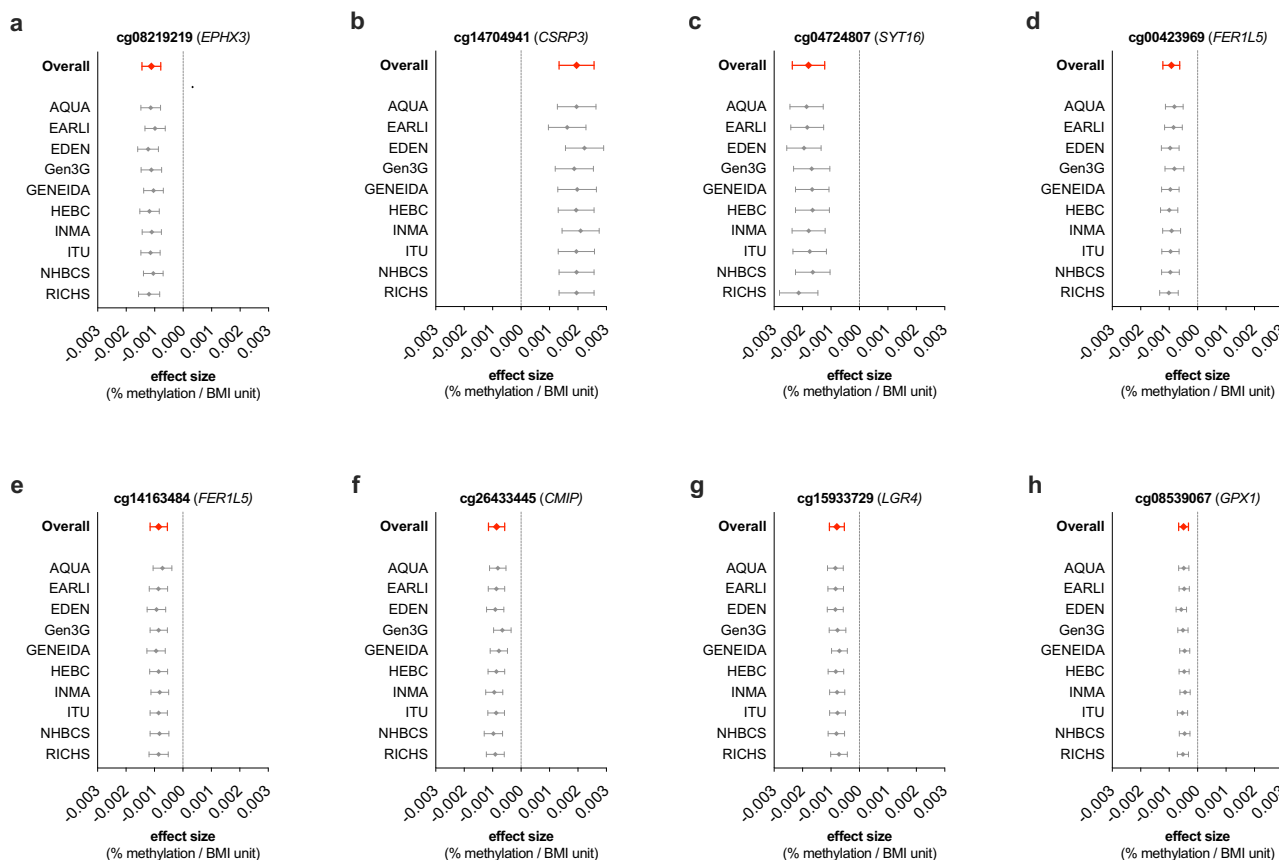 a
cg08219219 (EPHX3)
Overall
AQUA
EARLI
EDEN
Gen3G
GENEIDA
HEBC
INMA
ITU
NHBCS
RICHS
-0.003 -0.002 -0.001 0.000 0.001 0.002 0.003
effect size
(% methylation / BMI unit)
b
cg14704941 (CSRP3)
Overall
AQUA
EARLI
EDEN
Gen3G
GENEIDA
HEBC
INMA
ITU
NHBCS
RICHS
-0.003 -0.002 -0.001 0.000 0.001 0.002 0.003
effect size
(% methylation / BMI unit)
c
cg04724807 (SYT16)
Overall
AQUA
EARLI
EDEN
Gen3G
GENEIDA
HEBC
INMA
ITU
NHBCS
RICHS
-0.003 -0.002 -0.001 0.000 0.001 0.002 0.003
effect size
(% methylation / BMI unit)
d
cg00423969 (FER1L5)
Overall
AQUA
EARLI
EDEN
Gen3G
GENEIDA
HEBC
INMA
ITU
NHBCS
RICHS
-0.003 -0.002 -0.001 0.000 0.001 0.002 0.003
effect size
(% methylation / BMI unit)
e
cg14163484 (FER1L5)
Overall
AQUA
EARLI
EDEN
Gen3G
GENEIDA
HEBC
INMA
ITU
NHBCS
RICHS
-0.003 -0.002 -0.001 0.000 0.001 0.002 0.003
effect size
(% methylation / BMI unit)
f
cg26433445 (CMIP)
Overall
AQUA
EARLI
EDEN
Gen3G
GENEIDA
HEBC
INMA
ITU
NHBCS
RICHS
-0.003 -0.002 -0.001 0.000 0.001 0.002 0.003
effect size
(% methylation / BMI unit)
g
cg15933729 (LGR4)
Overall
AQUA
EARLI
EDEN
Gen3G
GENEIDA
HEBC
INMA
ITU
NHBCS
RICHS
-0.003 -0.002 -0.001 0.000 0.001 0.002 0.003
effect size
(% methylation / BMI unit)
h
cg08539067 (GPX1)
Overall
AQUA
EARLI
EDEN
Gen3G
GENEIDA
HEBC
INMA
ITU
NHBCS
RICHS
-0.003 -0.002 -0.001 0.000 0.001 0.002 0.003
effect size
(% methylation / BMI unit)